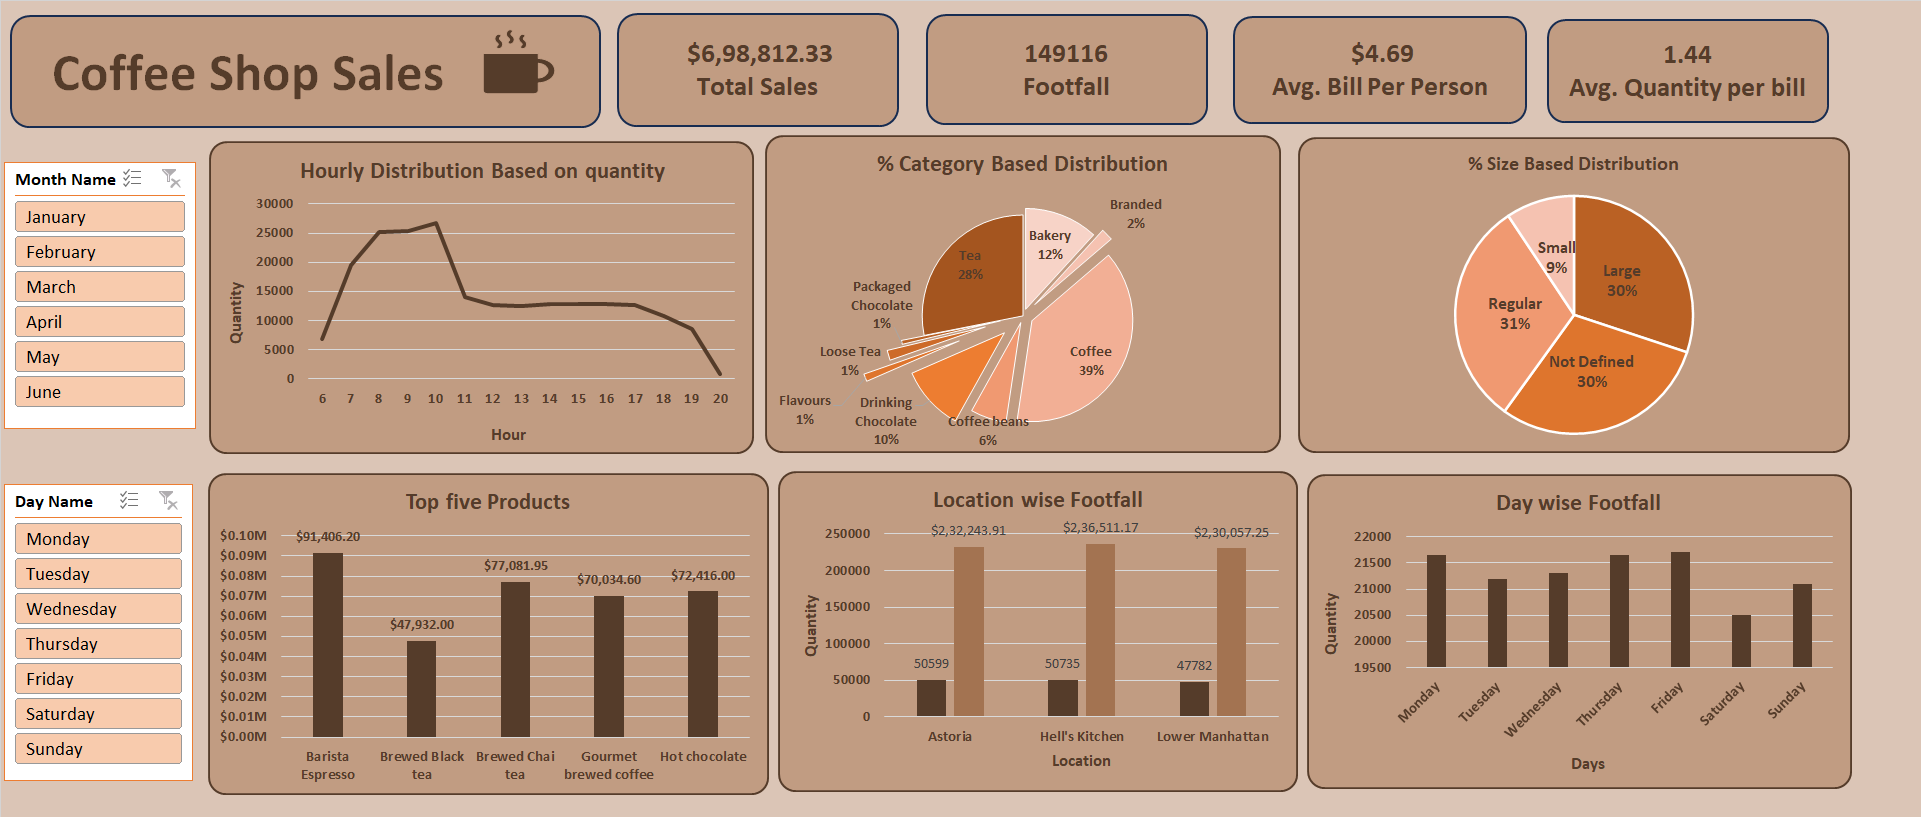 Coffee Shop Sales
$6,98,812.33
Total Sales
149116
Footfall
$4.69
Avg. Bill Per Person
1.44
Avg. Quantity per bill
Month Name
January
February
March
April
May
June
Hourly Distribution Based on quantity
30000
25000
20000
15000
10000
5000
0
Quantity
6 7 8 9 10 11 12 13 14 15 16 17 18 19 20
Hour
% Category Based Distribution
Branded
2%
Bakery
12%
Tea
28%
Packaged
Chocolate
1%
Loose Tea
1%
Coffee
39%
Flavours
1%
Drinking
Chocolate
10%
Coffee beans
6%
% Size Based Distribution
Small
9%
Large
30%
Regular
31%
Not Defined
30%
Day Name
Monday
Tuesday
Wednesday
Thursday
Friday
Saturday
Sunday
Top five Products
$0.10M
$0.09M
$0.08M
$0.07M
$0.06M
$0.05M
$0.04M
$0.03M
$0.02M
$0.01M
$0.00M
$91,406.20
$47,932.00
$77,081.95
$70,034.60
$72,416.00
Barista
Espresso
Brewed Black
tea
Brewed Chai
tea
Gourmet
brewed coffee
Hot chocolate
Location wise Footfall
250000
200000
150000
100000
50000
0
Quantity
$2,32,243.91
$2,36,511.17
$2,30,057.25
50599
50735
47782
Astoria
Hell's Kitchen
Lower Manhattan
Location
Day wise Footfall
22000
21500
21000
20500
20000
19500
Quantity
Monday
Tuesday
Wednesday
Thursday
Friday
Saturday
Sunday
Days